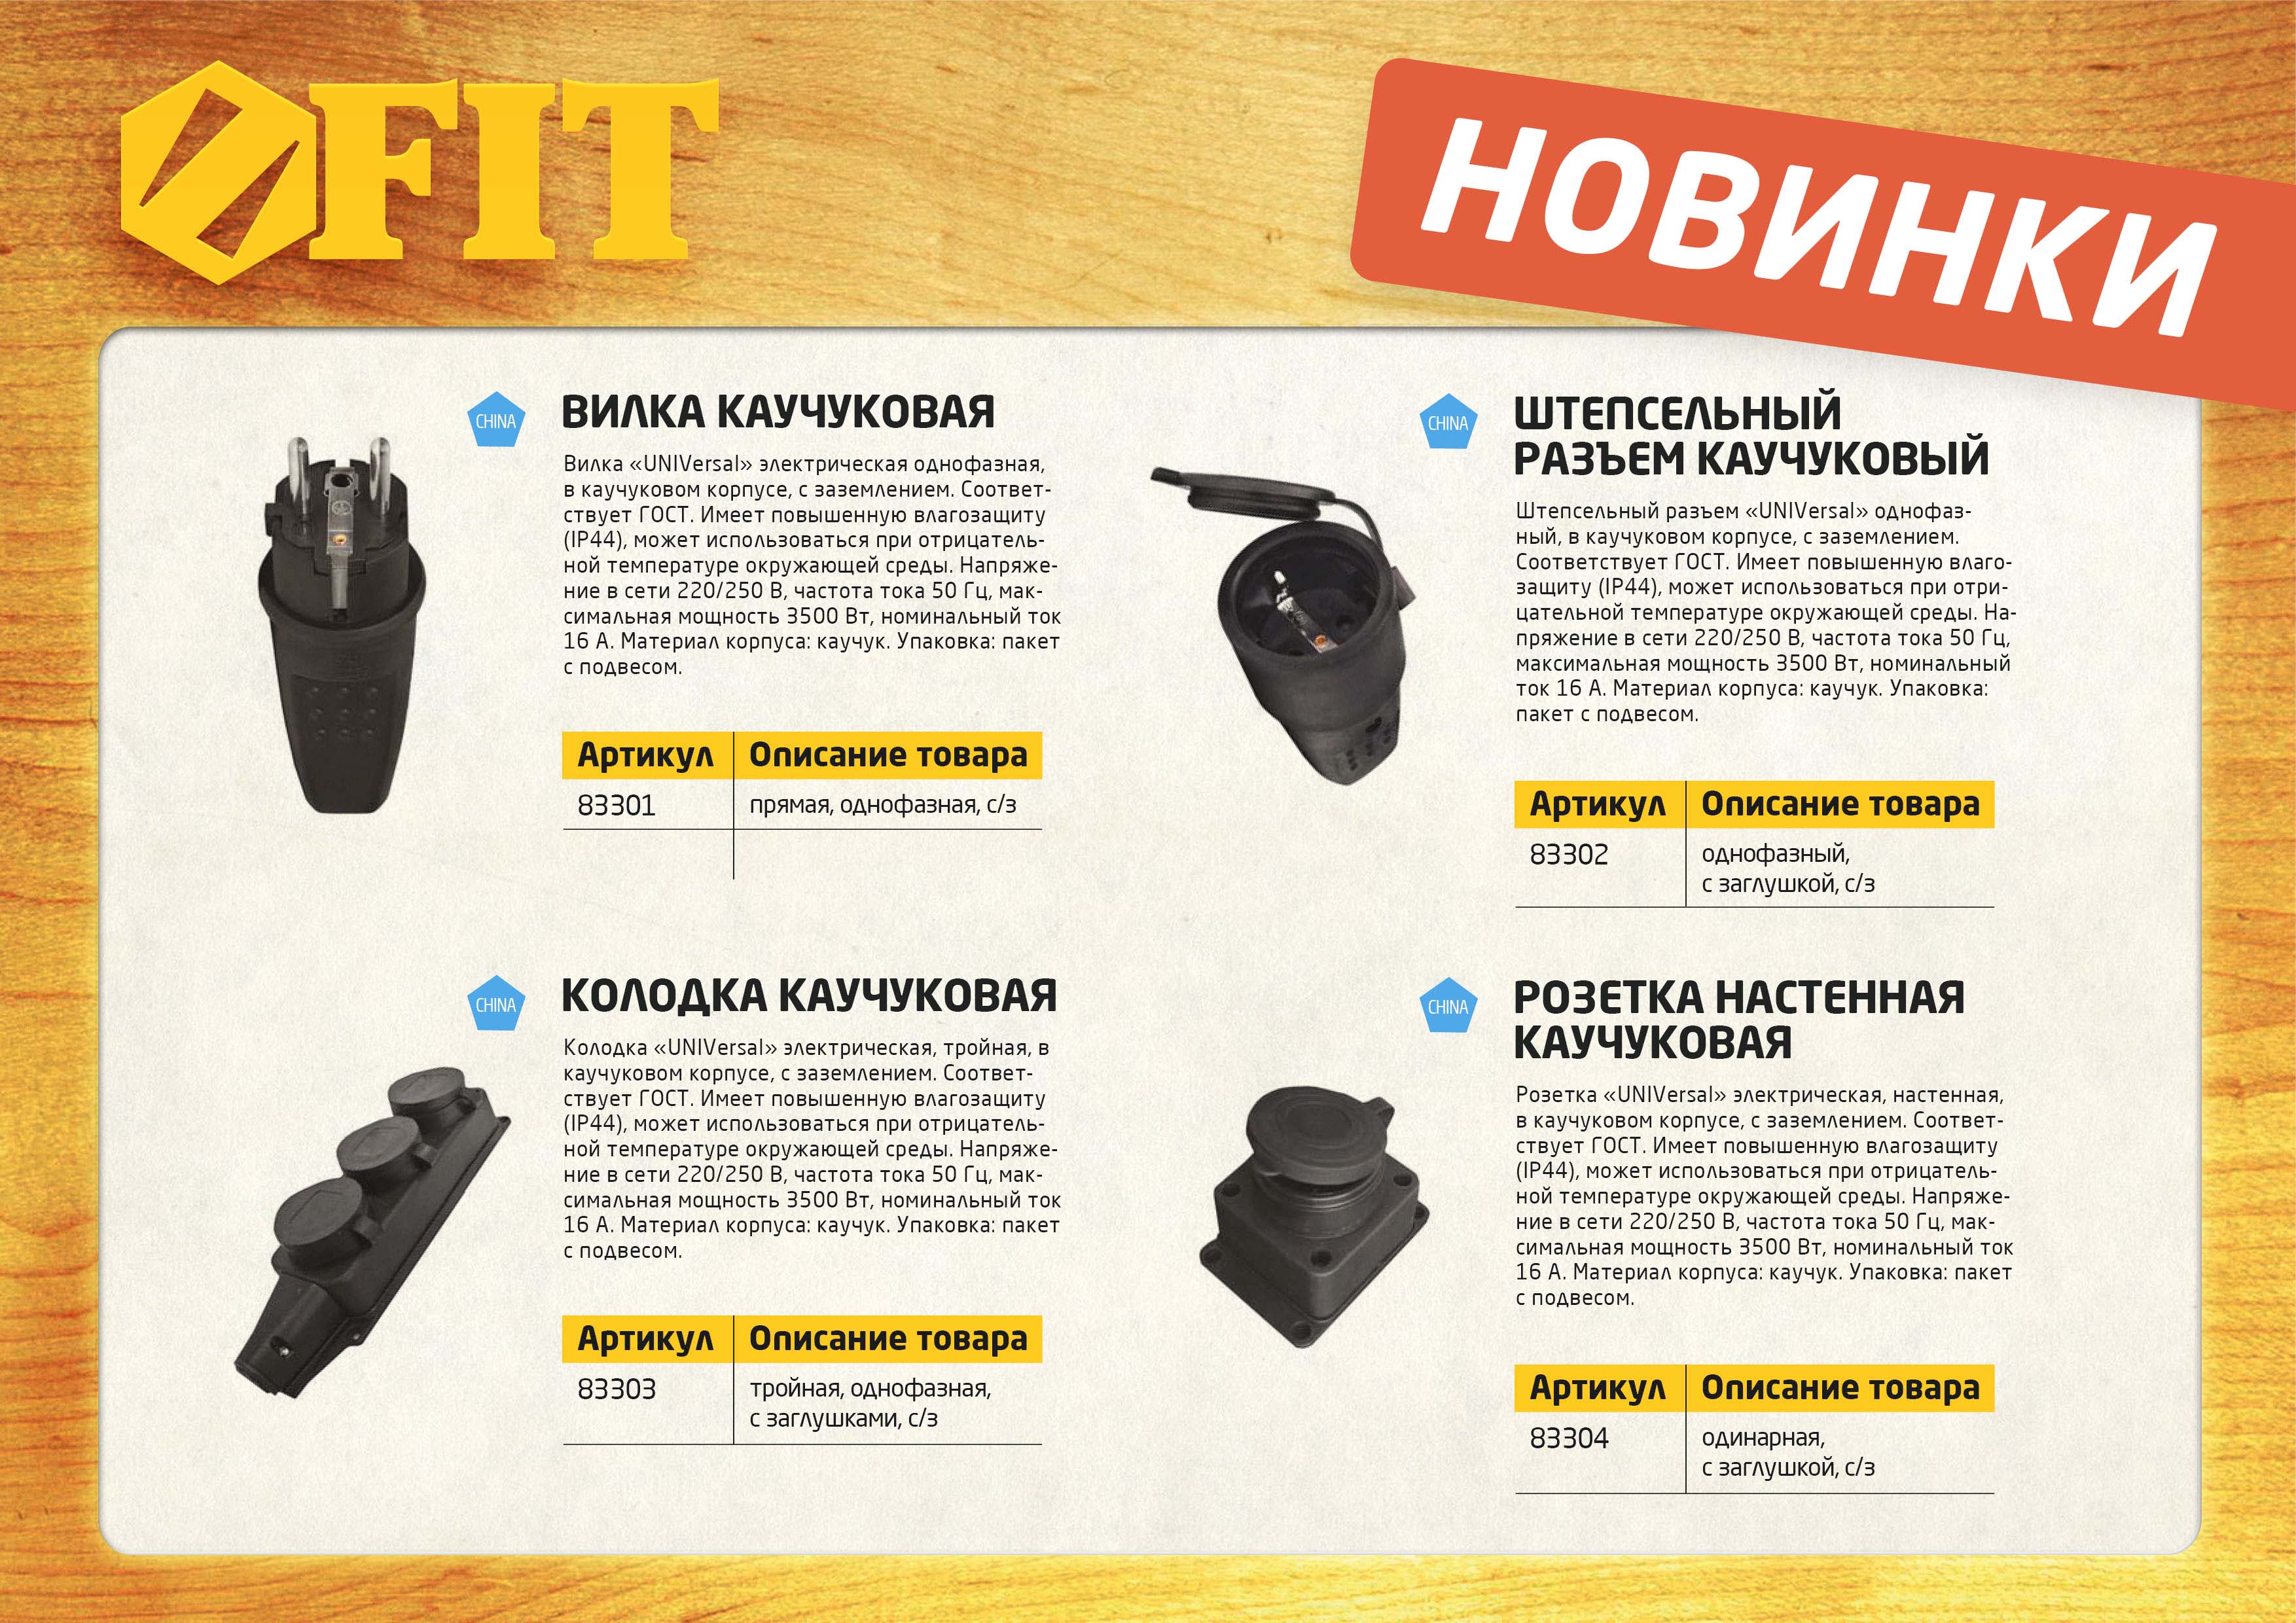 FIT
НОВИНКИ
CHINA
ВИЛКА КАУЧУКОВАЯ
Вилка «UNIVersal» электрическая однофазная,
в каучуковом корпусе, с заземлением. Соответ-
ствует ГОСТ. Имеет повышенную влагозащиту
(IP44), может использоваться при отрицатель-
ной температуре окружающей среды. Напряже-
ние в сети 220/250 В, частота тока 50 Гц, мак-
симальная мощность 3500 Вт, номинальный ток
16 А. Материал корпуса: каучук. Упаковка: пакет
с подвесом.
Артикул Описание товара
83301 прямая, однофазная, с/з
CHINA
ШТЕПСЕЛЬНЫЙ
РАЗЪЕМ КАУЧУКОВЫЙ
Штепсельный разъем «UNIVersal» однофаз-
ный, в каучуковом корпусе, с заземлением.
Соответствует ГОСТ. Имеет повышенную влаго-
защиту (IP44), может использоваться при отри-
цательной температуре окружающей среды. На-
пряжение в сети 220/250 В, частота тока 50 Гц,
максимальная мощность 3500 Вт, номинальный
ток 16 А. Материал корпуса: каучук. Упаковка:
пакет с подвесом.
Артикул Описание товара
83302 однофазный,
с заглушкой, с/з
CHINA
КОЛОДКА КАУЧУКОВАЯ
Колодка «UNIVersal» электрическая, тройная, в
каучуковом корпусе, с заземлением. Соответ-
ствует ГОСТ. Имеет повышенную влагозащиту
(IP44), может использоваться при отрицатель-
ной температуре окружающей среды. Напряже-
ние в сети 220/250 В, частота тока 50 Гц, мак-
симальная мощность 3500 Вт, номинальный ток
16 А. Материал корпуса: каучук. Упаковка: пакет
с подвесом.
Артикул Описание товара
83303 тройная, однофазная,
с заглушками, с/з
CHINA
РОЗЕТКА НАСТЕННАЯ
КАУЧУКОВАЯ
Розетка «UNIVersal» электрическая, настенная,
в каучуковом корпусе, с заземлением. Соответ-
ствует ГОСТ. Имеет повышенную влагозащиту
(IP44), может использоваться при отрицатель-
ной температуре окружающей среды. Напряже-
ние в сети 220/250 В, частота тока 50 Гц, мак-
симальная мощность 3500 Вт, номинальный ток
16 А. Материал корпуса: каучук. Упаковка: пакет
с подвесом.
Артикул Описание товара
83304 одинарная,
с заглушкой, с/з